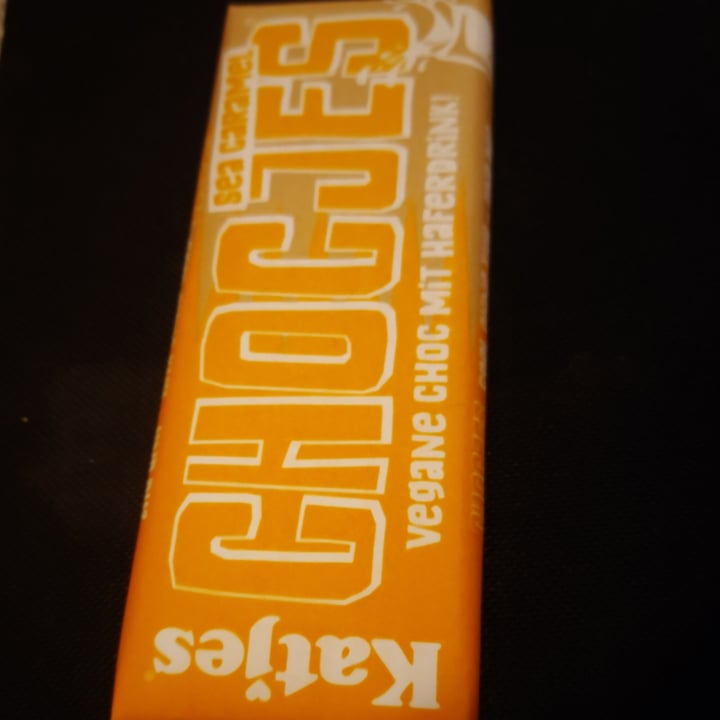 Katjes
CHOCJES
sea caramel
vegane CHOC MiT HaferDRiNK!